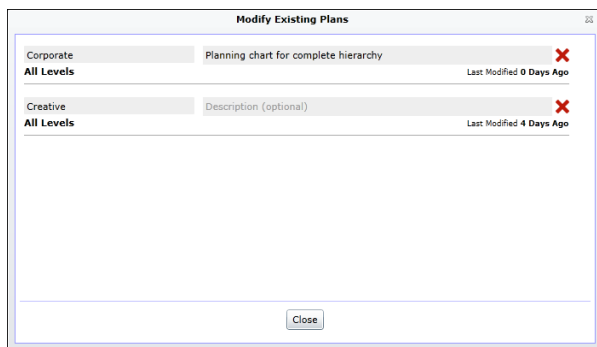 Modify Existing Plans
Corporate Planning chart for complete hierarchy
All Levels Last Modified 0 Days Ago
Creative Description (optional)
All Levels Last Modified 4 Days Ago
Close